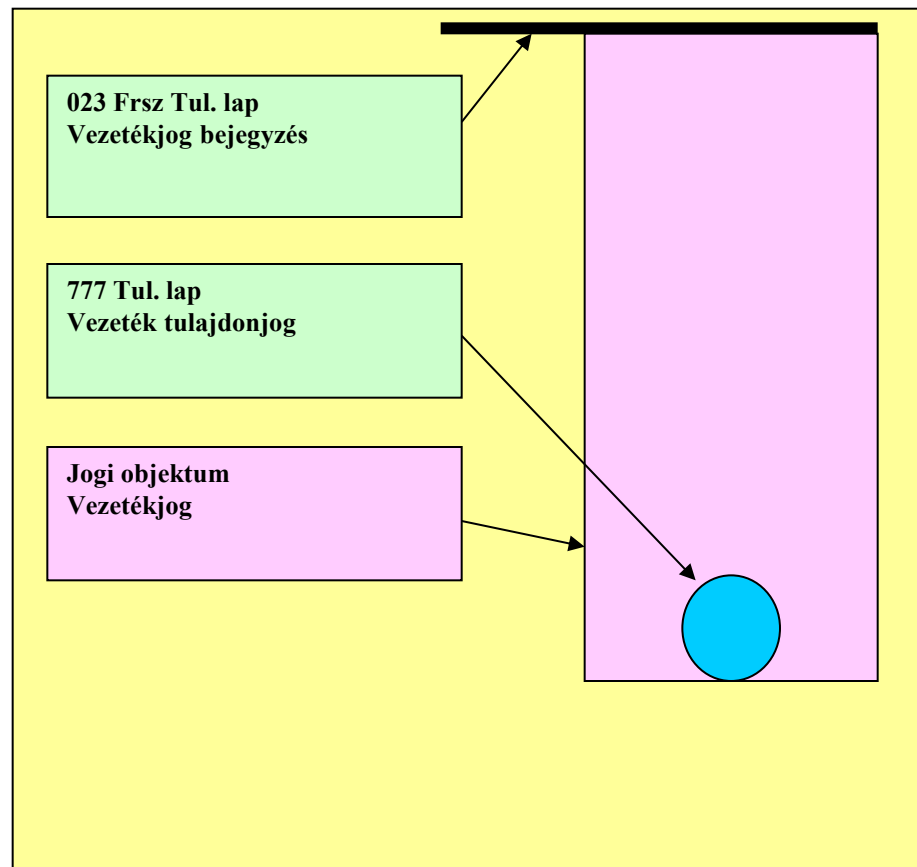 023 Frsz Tul. lap
Vezetékjog bejegyzés
777 Tul. lap
Vezeték tulajdonjog
Jogi objektum
Vezetékjog